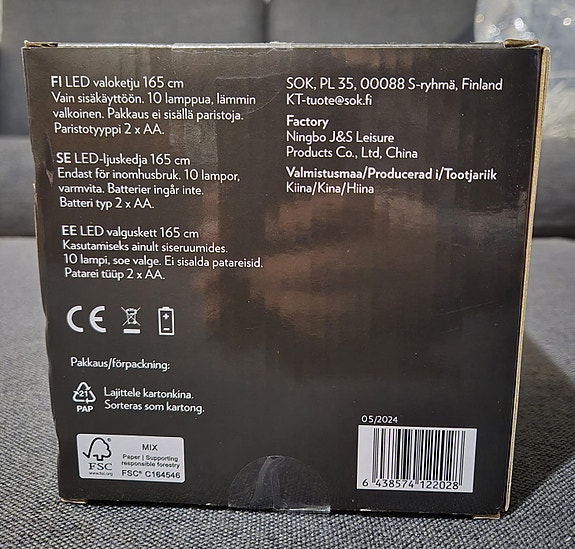 FI LED valoketju 165 cm
Vain sisäkäyttöön. 10 lamppua, lämmin
valkoinen. Pakkaus ei sisällä paristoja.
Paristotyyppi 2 x AA.
SE LED-ljuskedja 165 cm
Endast för inomhusbruk. 10 lampor,
varmvita. Batterier ingår inte.
Batteri typ 2 x AA.
EE LED valguskett 165 cm
Kasutamiseks ainult siseruumides.
10 lampi, soe valge. Ei sisalda patareisid.
Patarei tüüp 2 x AA.
CE
Pakkaus/förpackning:
21
PAP
Lajittele kartonkina.
Sorteras som kartong.
FSC
www.fsc.org
MIX
Paper | Supporting
responsible forestry
FSC® C164546
SOK, PL 35, 00088 S-ryhmä, Finland
KT-tuote@sok.fi
Factory
Ningbo J&S Leisure
Products Co., Ltd, China
Valmistusmaa/Producerad i/Tootjariik
Kiina/Kina/Hiina
05/2024
6 438574 122028